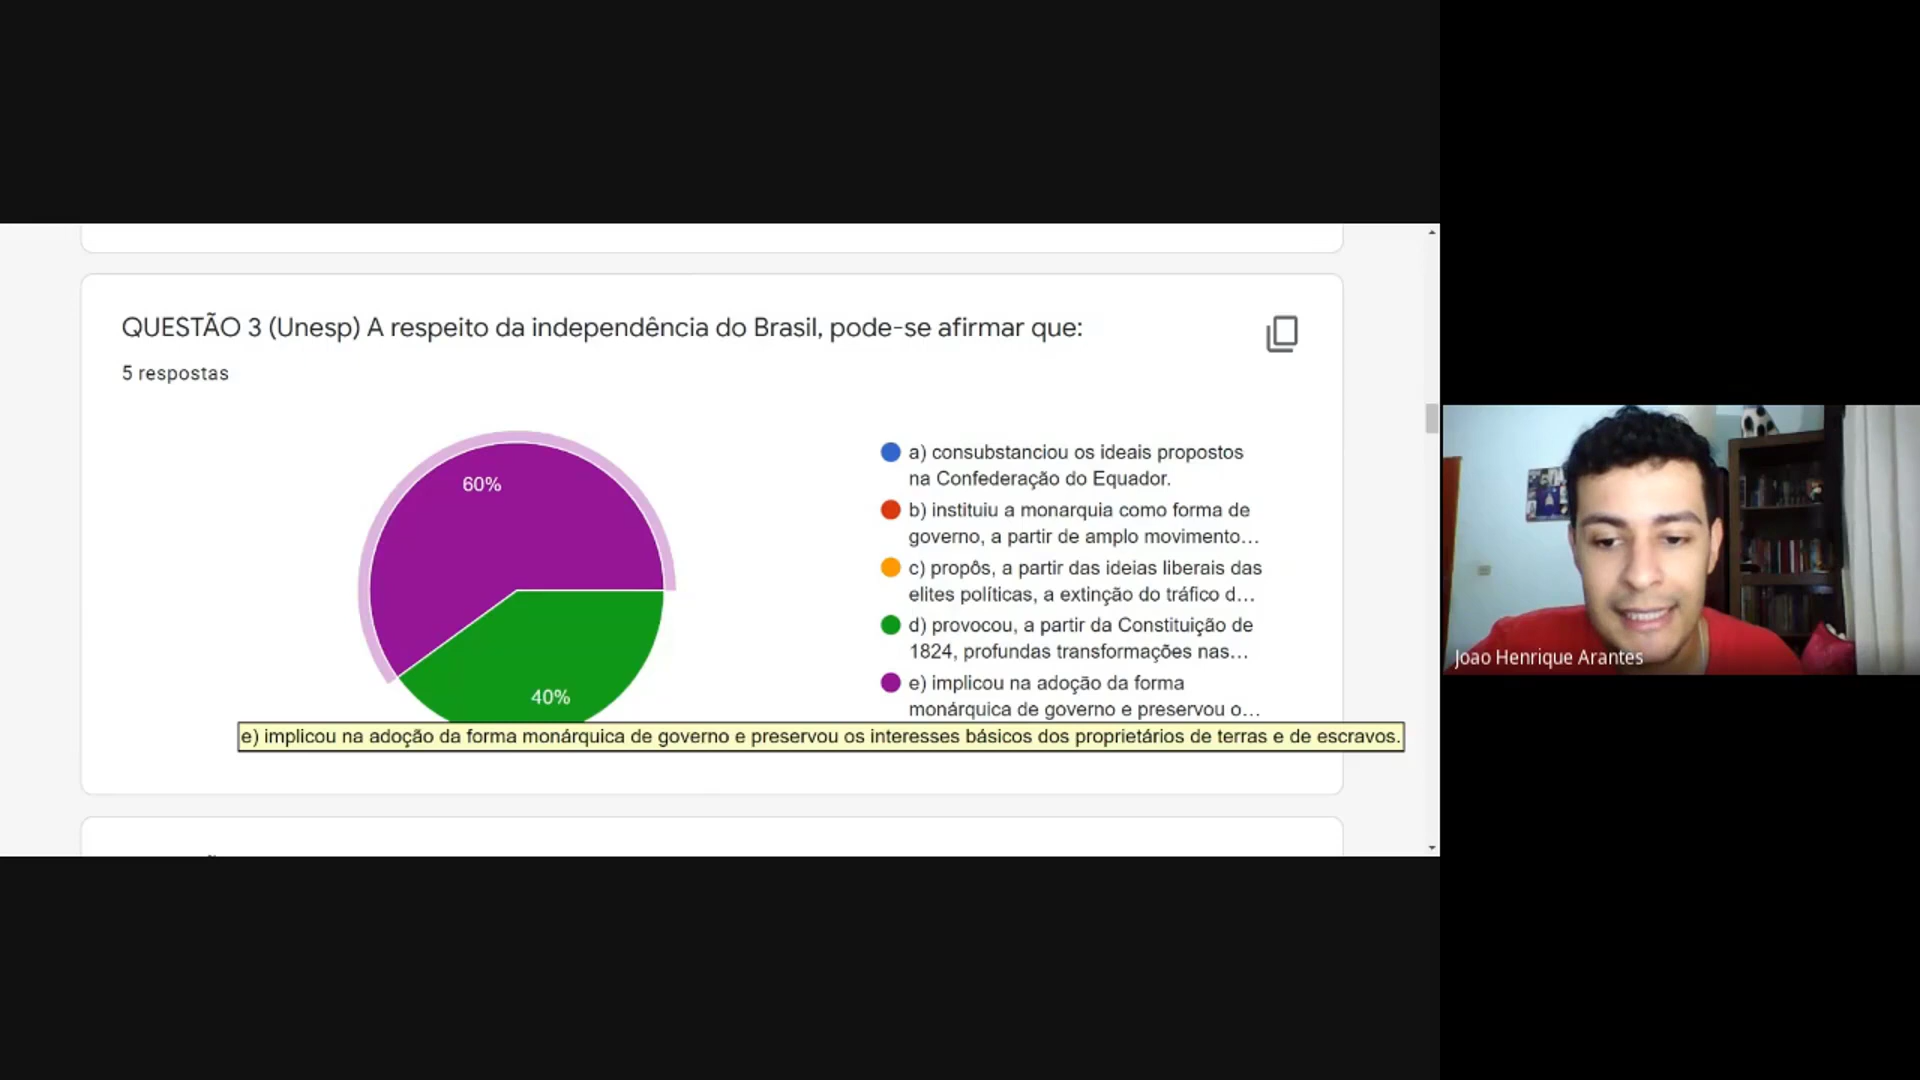 QUESTÃO 3 (Unesp) A respeito da independência do Brasil, pode-se afirmar que:
5 respostas
60%
40%
a) consubstanciou os ideais propostos
na Confederação do Equador.
b) instituiu a monarquia como forma de
governo, a partir de amplo movimento...
c) propôs, a partir das ideias liberais das
elites políticas, a extinção do tráfico d...
d) provocou, a partir da Constituição de
1824, profundas transformações nas...
e) implicou na adoção da forma
monárquica de governo e preservou o...
e) implicou na adoção da forma monárquica de governo e preservou os interesses básicos dos proprietários de terras e de escravos.
Joao Henrique Arantes